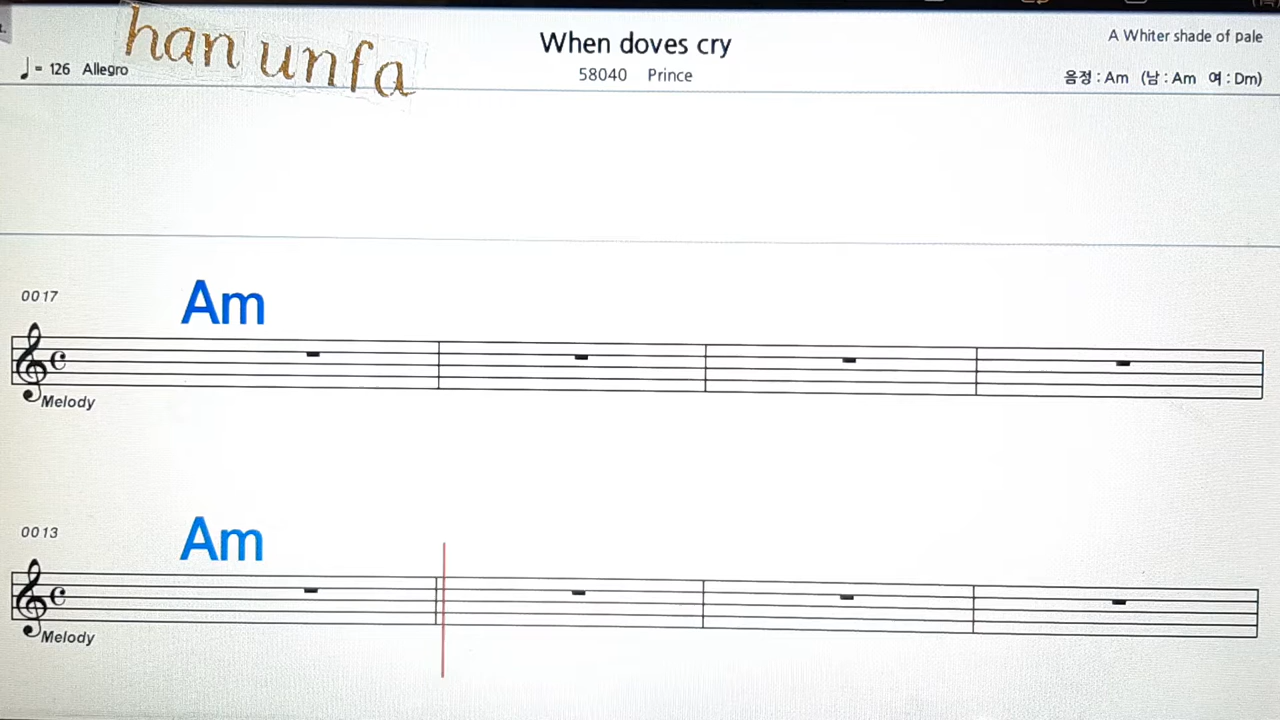 han unfa
When doves cry
A Whiter shade of pale
♩ = 126 Allegro
58040 Prince
음정 : Am (남 : Am 여 : Dm)
0017
Am
Melody
0013
Am
Melody